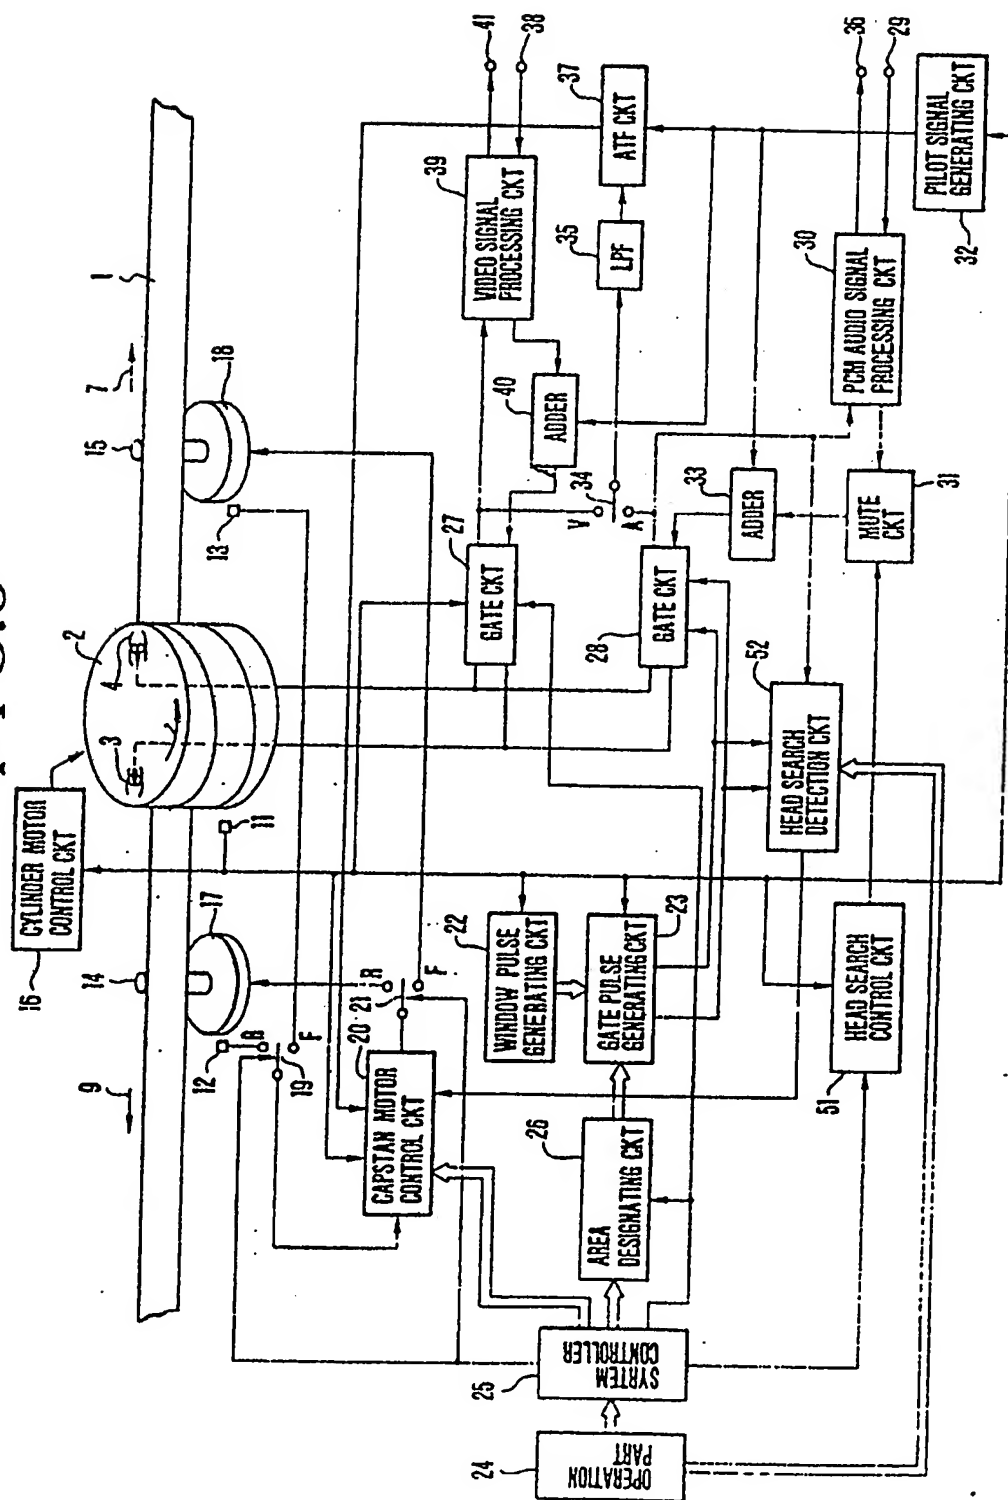 CYLINDER MOTOR
CONTROL CKT
16
2
3
4
11
14
17
12
R
F
19
9
15
18
13
7
1
CAPSTAN MOTOR
CONTROL CKT
20
21
R
F
WINDOW PULSE
GENERATING CKT
22
GATE PULSE
GENERATING CKT
23
AREA
DESIGNATING CKT
26
SYRTEM
CONTROLLER
25
OPERATION
PART
24
GATE CKT
27
GATE CKT
28
V
A
34
ADDER
40
VIDEO SIGNAL
PROCESSING CKT
39
41
38
LPF
35
ATF CKT
37
ADDER
33
MUTE
CKT
31
PCM AUDIO SIGNAL
PROCESSING CKT
30
36
29
PILOT SIGNAL
GENERATING CKT
32
HEAD SEARCH
DETECTION CKT
52
HEAD SEARCH
CONTROL CKT
51